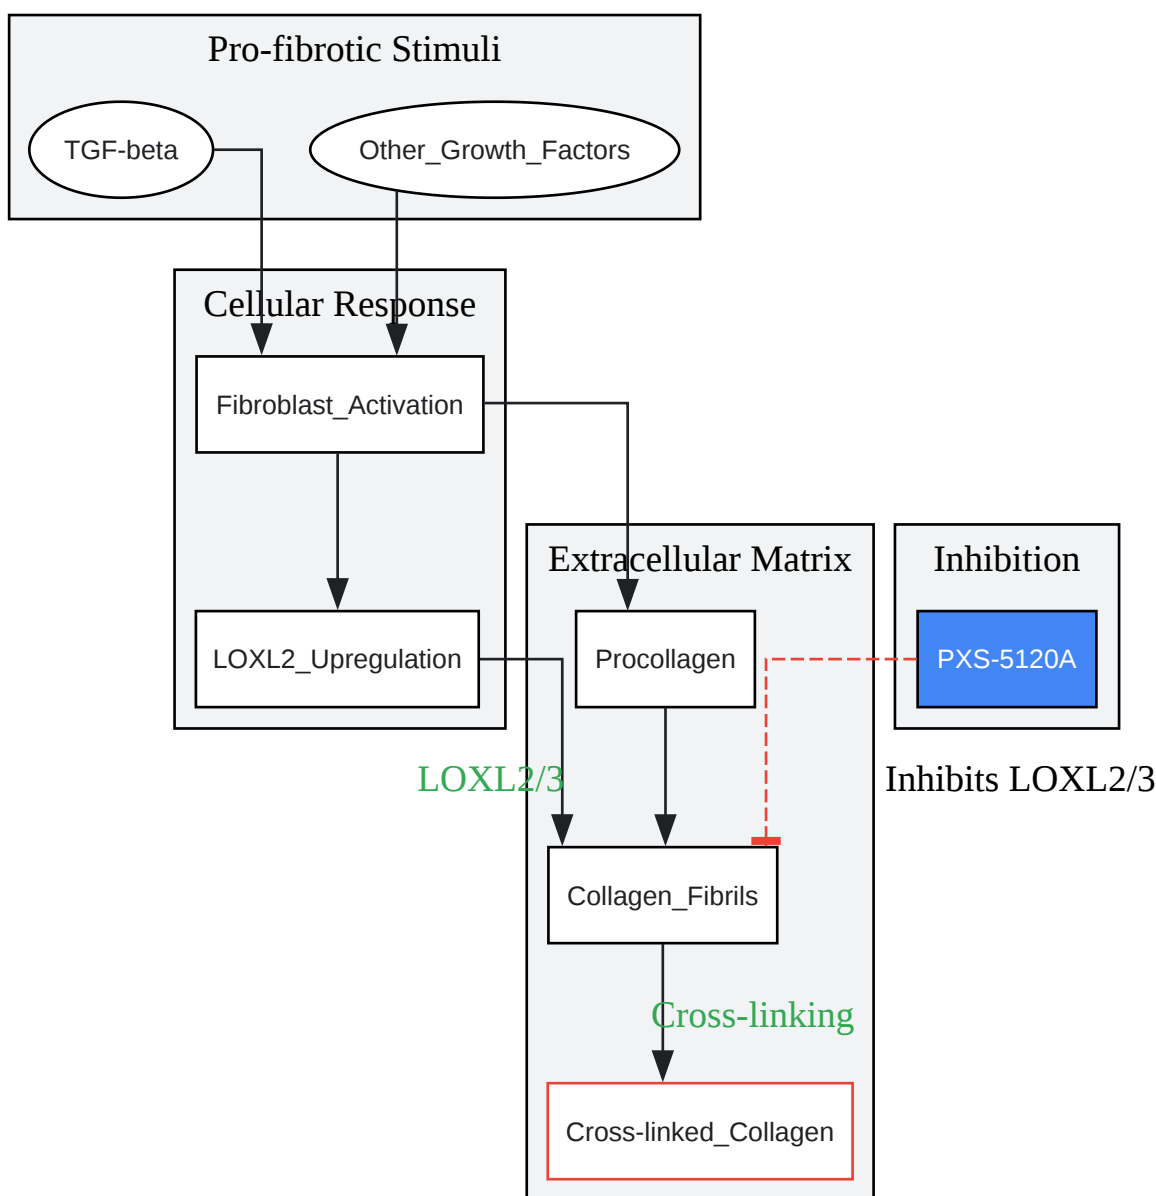 Pro-fibrotic Stimuli
TGF-beta
Other_Growth_Factors
Cellular Response
Fibroblast_Activation
Extracellular Matrix
Inhibition
LOXL2_Upregulation
Procollagen
PXS-5120A
LOXL2/3
Inhibits LOXL2/3
Collagen_Fibrils
Cross-linking
Cross-linked_Collagen